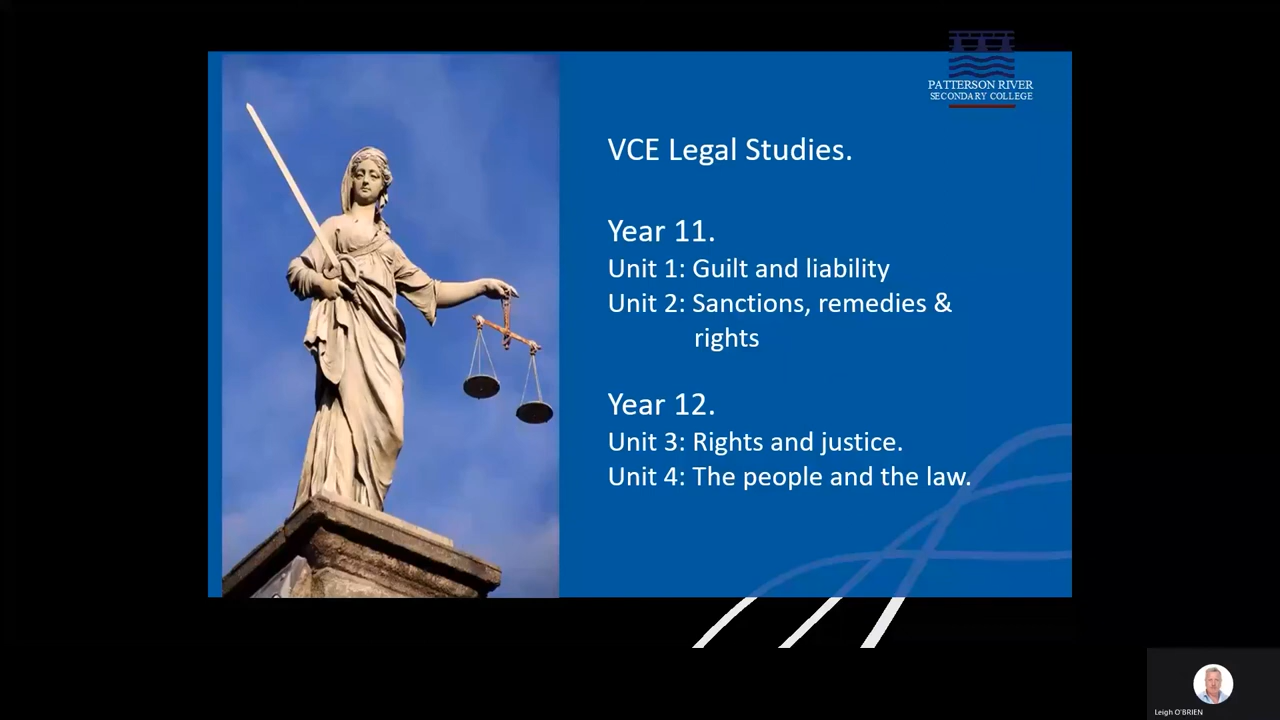 PATTERSON RIVER
SECONDARY COLLEGE
VCE Legal Studies.
Year 11.
Unit 1: Guilt and liability
Unit 2: Sanctions, remedies &
rights
Year 12.
Unit 3: Rights and justice.
Unit 4: The people and the law.
Leigh O'BRIEN